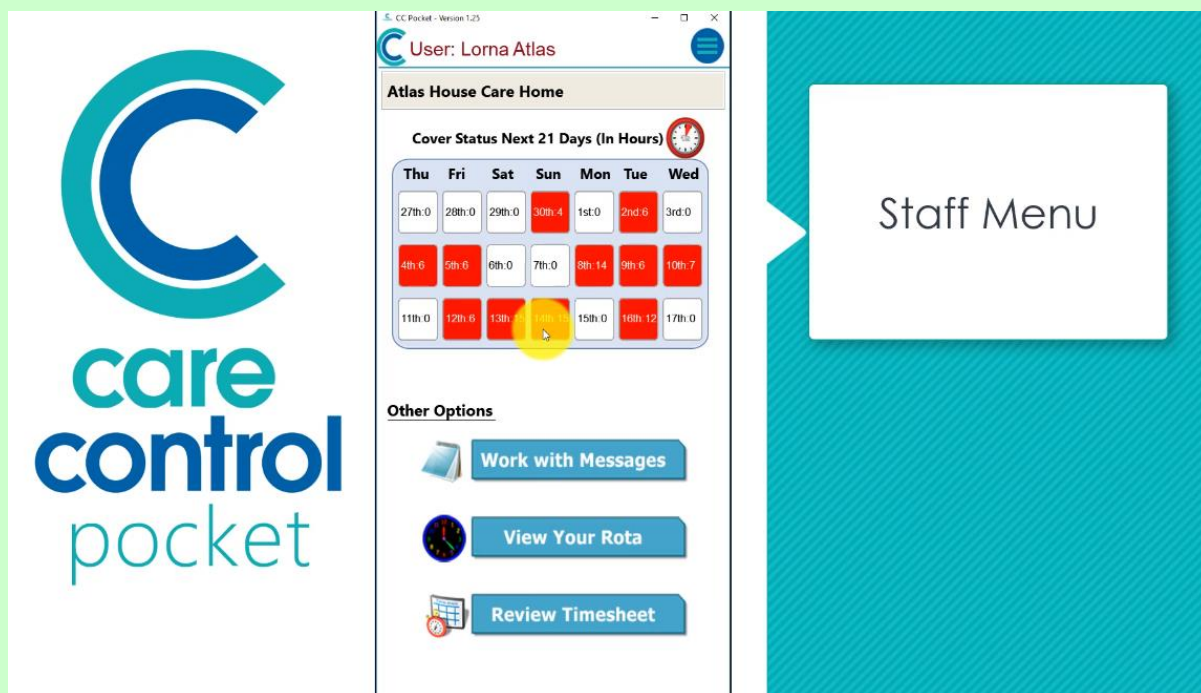 care
control
pocket
CC Pocket - Version 1.25
User: Lorna Atlas
Atlas House Care Home
Cover Status Next 21 Days (In Hours)
Thu Fri Sat Sun Mon Tue Wed
27th:0 28th:0 29th:0 30th:4 1st:0 2nd:6 3rd:0
4th:6 5th:6 6th:0 7th:0 8th:14 9th:6 10th:7
11th:0 12th:6 13th:15 14th:15 15th:0 16th:12 17th:0
Other Options
Work with Messages
View Your Rota
Review Timesheet
Staff Menu